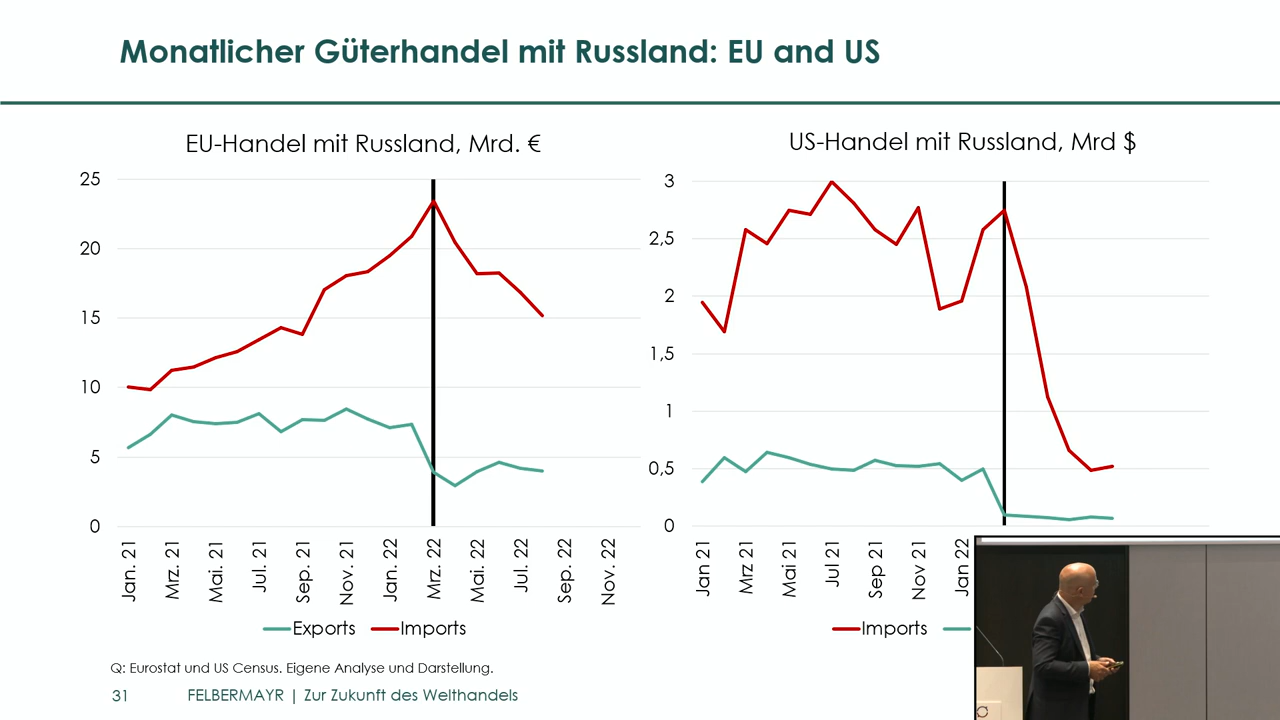 Monatlicher Güterhandel mit Russland: EU and US
EU-Handel mit Russland, Mrd. €
25
20
15
10
5
0
Jan. 21
Mrz. 21
Mai. 21
Jul. 21
Sep. 21
Nov. 21
Jan. 22
Mrz. 22
Mai. 22
Jul. 22
Sep. 22
Nov. 22
Exports
Imports
US-Handel mit Russland, Mrd $
3
2,5
2
1,5
1
0,5
0
Jan 21
Mrz 21
Mai 21
Jul 21
Sep 21
Nov 21
Jan 22
Imports
Q: Eurostat und US Census. Eigene Analyse und Darstellung.
31
FELBERMAYR | Zur Zukunft des Welthandels